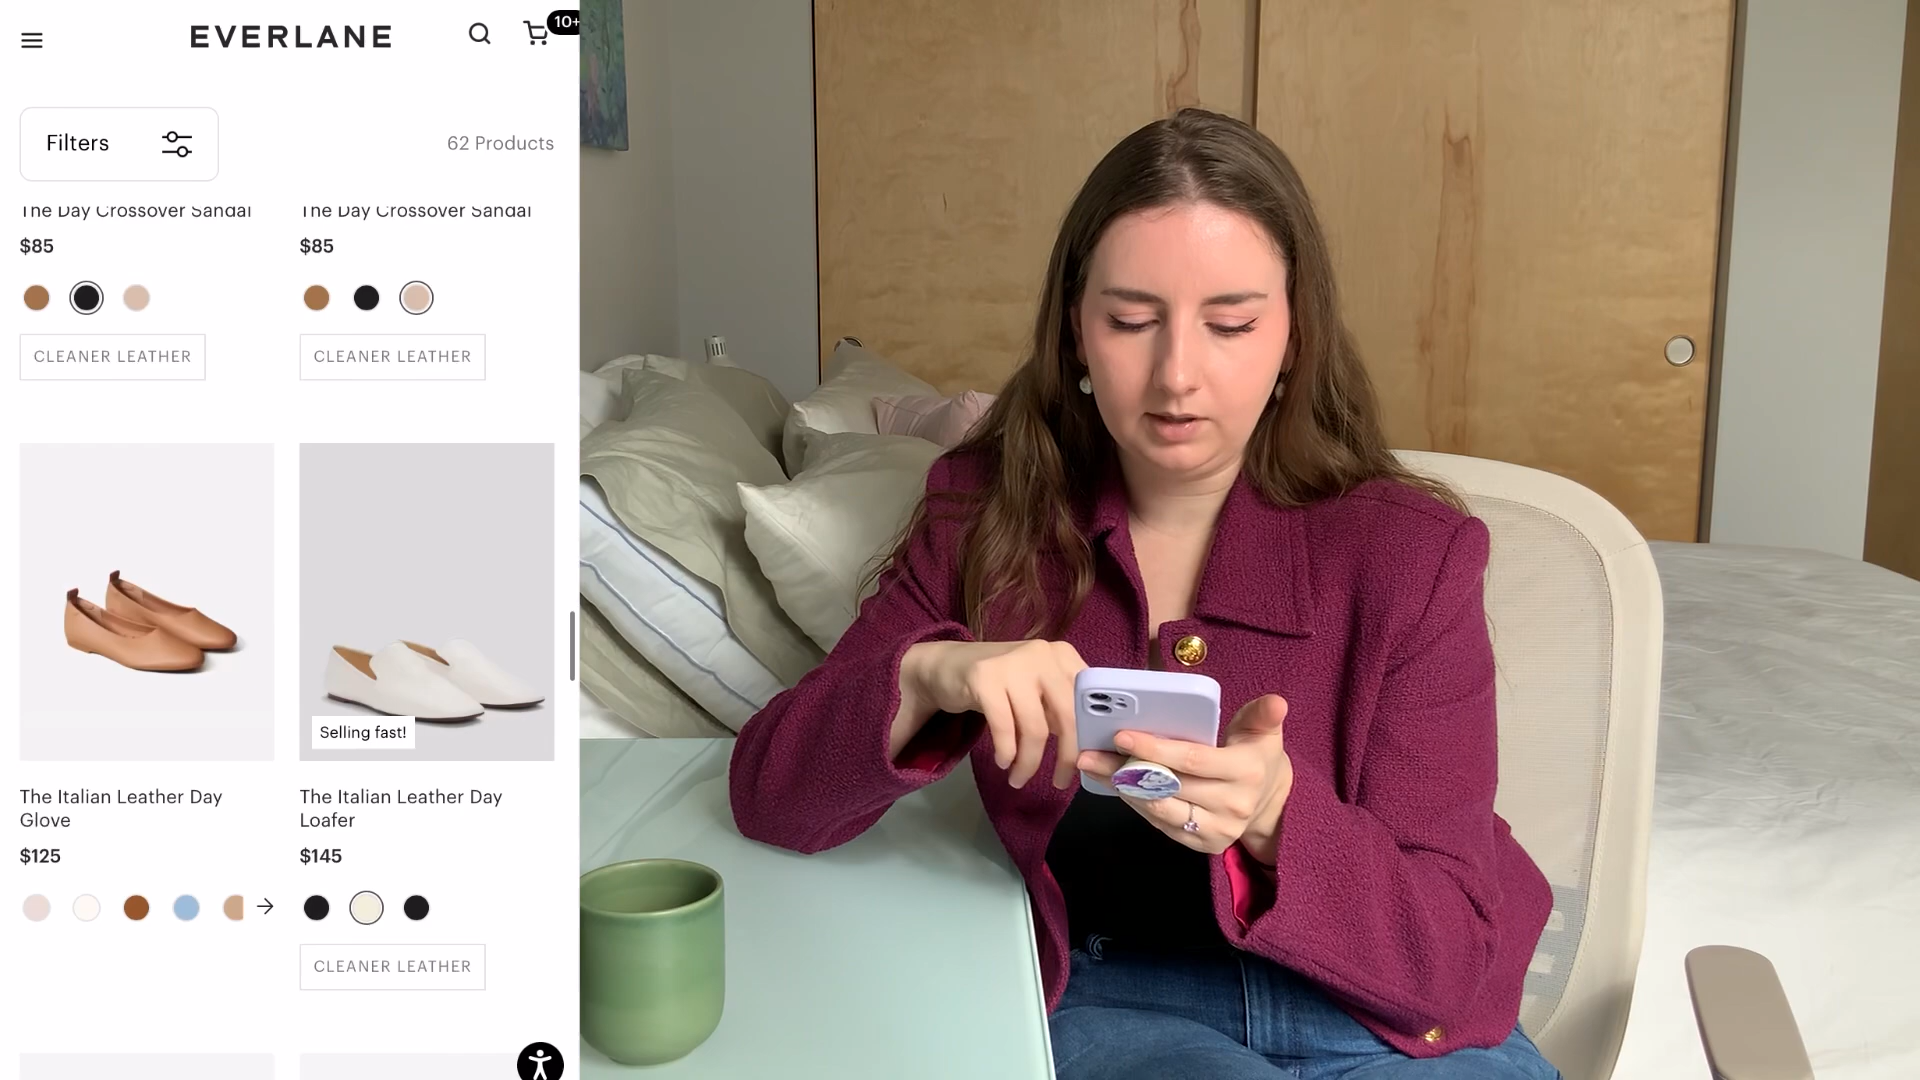 EVERLANE
10+
Filters
62 Products
The Day Crossover Sandal
The Day Crossover Sandal
$85
$85
CLEANER LEATHER
CLEANER LEATHER
Selling fast!
The Italian Leather Day
Glove
$125
The Italian Leather Day
Loafer
$145
CLEANER LEATHER